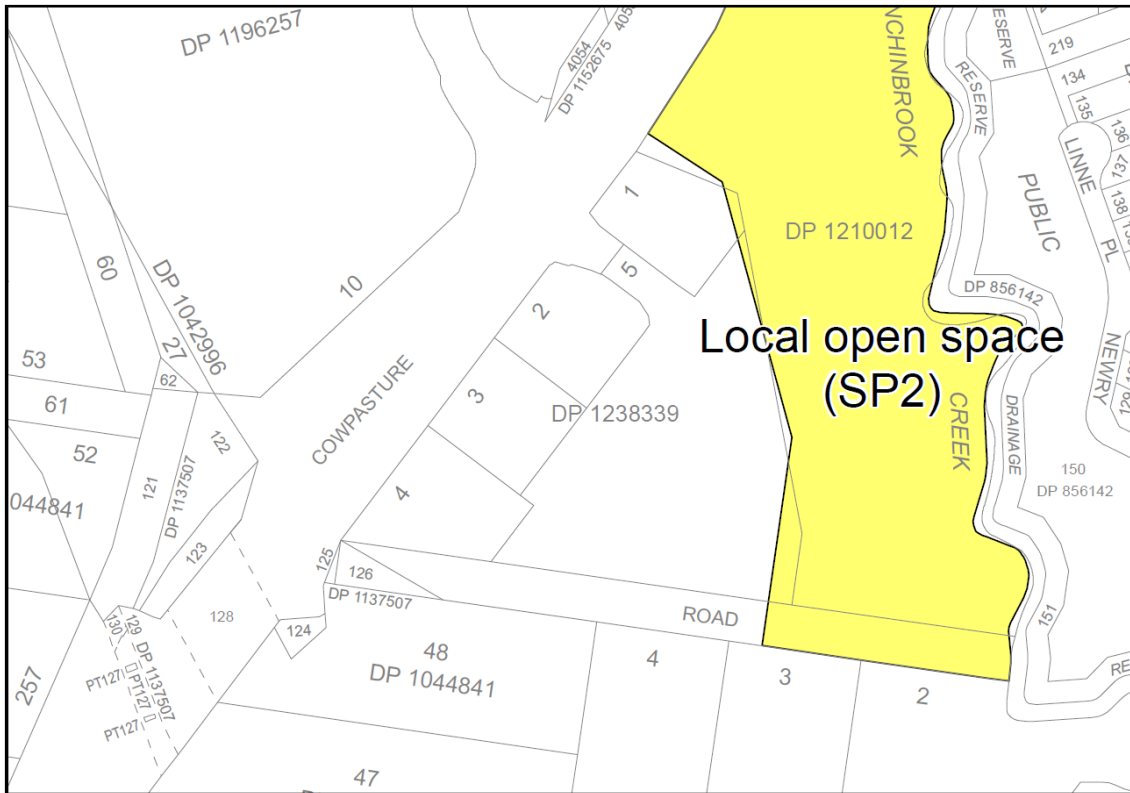 DP 1196257
4054
DP 1152675
NCHINBROOK
RESERVE
RESERVE
219
134
135
136
137
138
LINNE
PL
PUBLIC
1
DP 1210012
60
DP 1042996
10
5
DP 856142
2
27
53
62
Local open space
(SP2)
NEWRY
61
3
COWPASTURE
DP 1238339
CREEK
DRAINAGE
122
52
150
DP 856142
121
DP 1137507
044841
4
123
125
126
DP 1137507
ROAD
151
128
124
130
129
DP 1137507
48
DP 1044841
4
3
2
257
PT127
PT127
PT127
47